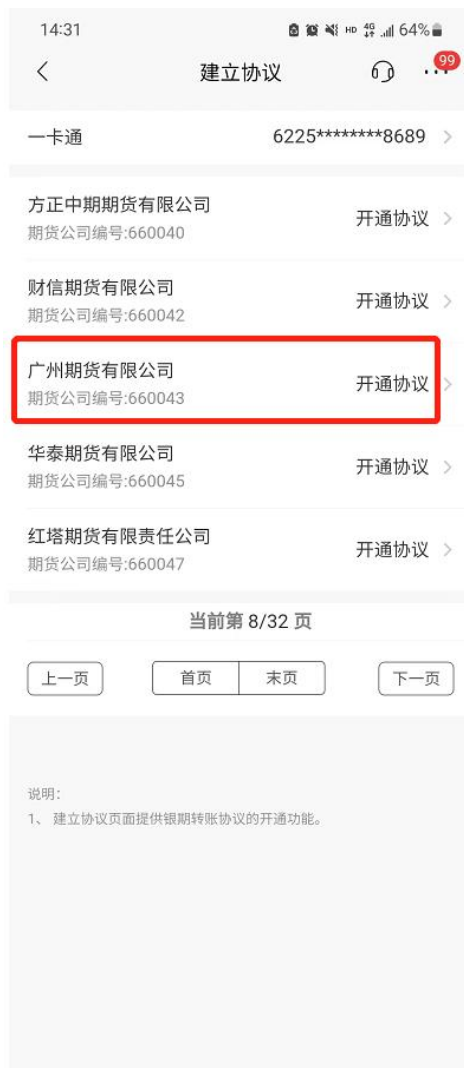 14:31 HD 4G 64%
建立协议 99
一卡通 6225********8689
方正中期期货有限公司
开通协议
期货公司编号:660040
财信期货有限公司
开通协议
期货公司编号:660042
广州期货有限公司
开通协议
期货公司编号:660043
华泰期货有限公司
开通协议
期货公司编号:660045
红塔期货有限责任公司
开通协议
期货公司编号:660047
当前第 8/32 页
上一页 首页 末页 下一页
说明:
1、 建立协议页面提供银期转账协议的开通功能。